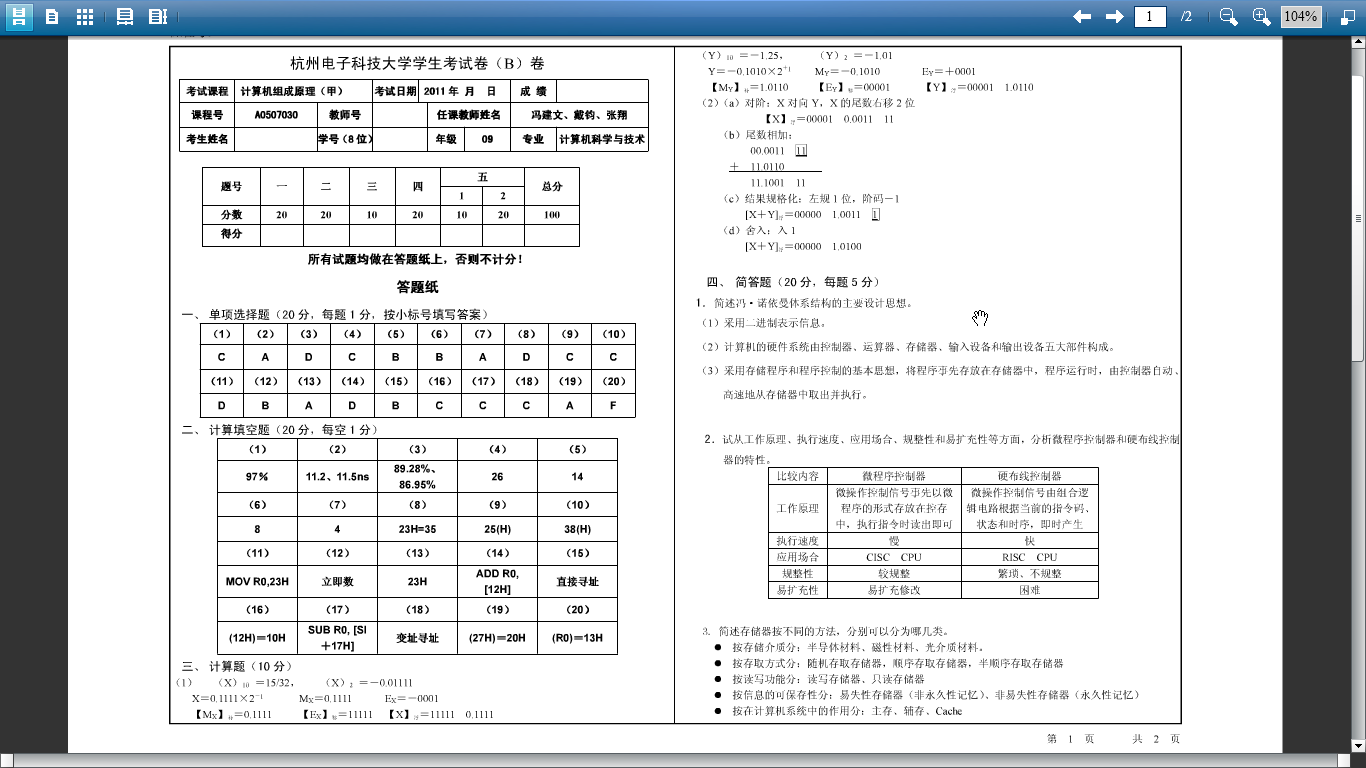 1 /2 104%
杭州电子科技大学学生考试卷（B）卷
考试课程 计算机组成原理（甲） 考试日期 2011 年 月 日 成 绩
课程号 A0507030 教师号 任课教师姓名 冯建文、戴钧、张翔
考生姓名 学号（8 位） 年级 09 专业 计算机科学与技术
题号 一 二 三 四 五 总分
1 2
分数 20 20 10 20 10 20 100
得分
所有试题均做在答题纸上，否则不计分！
答题纸
一、 单项选择题（20 分，每题 1 分，按小标号填写答案）
（1） （2） （3） （4） （5） （6） （7） （8） （9） （10）
C A D C B B A D C C
（11） （12） （13） （14） （15） （16） （17） （18） （19） （20）
D B A D B C C C A F
二、 计算填空题（20 分，每空 1 分）
（1） （2） （3） （4） （5）
97% 11.2、11.5ns 89.28%、 26 14
86.95%
（6） （7） （8） （9） （10）
8 4 23H=35 25(H) 38(H)
（11） （12） （13） （14） （15）
MOV R0,23H 立即数 23H ADD R0, 直接寻址
[12H]
（16） （17） （18） （19） （20）
(12H)＝10H SUB R0, [SI 变址寻址 (27H)＝20H (R0)＝13H
＋17H]
三、 计算题（10 分）
（1） （X）10 =15/32， （X）2 =－0.01111
X＝0.1111×2－1 MX＝0.1111 EX＝－0001
【MX】补＝0.1111 【EX】移＝11111 【X】浮＝11111 0.1111
（Y）10 =－1.25， （Y）2 =－1.01
Y＝－0.1010×2+1 MY＝－0.1010 EY＝＋0001
【MY】补＝1.0110 【EY】移＝00001 【Y】浮＝00001 1.0110
（2）（a）对阶：X 对向 Y，X 的尾数右移 2 位
【X】浮＝00001 0.0011 11
（b）尾数相加：
00.0011 11
＋ 11.0110
11.1001 11
（c）结果规格化：左规 1 位，阶码－1
[X＋Y]浮＝00000 1.0011 1
（d）舍入：入 1
[X＋Y]浮＝00000 1.0100
四、 简答题（20 分，每题 5 分）
1．简述冯·诺依曼体系结构的主要设计思想。
（1）采用二进制表示信息。
（2）计算机的硬件系统由控制器、运算器、存储器、输入设备和输出设备五大部件构成。
（3）采用存储程序和程序控制的基本思想，将程序事先存放在存储器中，程序运行时，由控制器自动、
高速地从存储器中取出并执行。
2．试从工作原理、执行速度、应用场合、规整性和易扩充性等方面，分析微程序控制器和硬布线控制
器的特性。
比较内容 微程序控制器 硬布线控制器
工作原理 微操作控制信号事先以微程序的形式存放在控存中，执行指令时读出即可 微操作控制信号由组合逻辑电路根据当前的指令码、状态和时序，即时产生
执行速度 慢 快
应用场合 CISC CPU RISC CPU
规整性 较规整 繁琐、不规整
易扩充性 易扩充修改 困难
3．简述存储器按不同的方法，分别可以分为哪几类。
● 按存储介质分：半导体材料、磁性材料、光介质材料。
● 按存取方式分：随机存取存储器，顺序存取存储器，半顺序存取存储器
● 按读写功能分：读写存储器、只读存储器
● 按信息的可保存性分：易失性存储器（非永久性记忆）、非易失性存储器（永久性记忆）
● 按在计算机系统中的作用分：主存、辅存、Cache
第 1 页 共 2 页